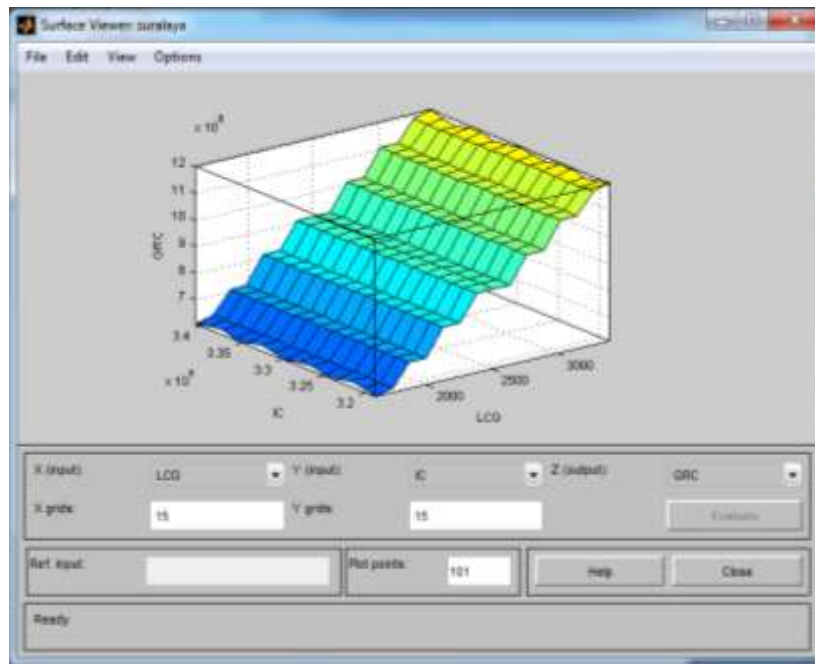 Surface Viewer: suralaya
File Edit View Options
x 10
12
11
10
9
8
7
3.4
3.35
3.3
3.25
3.2
x 10
IC
2000
2500
3000
LCG
X (input): LCG Y (input): IC Z (output): QRC
X grids: 15 Y grids: 15 Evaluate
Ref. input: Plot points: 101 Help Close
Ready